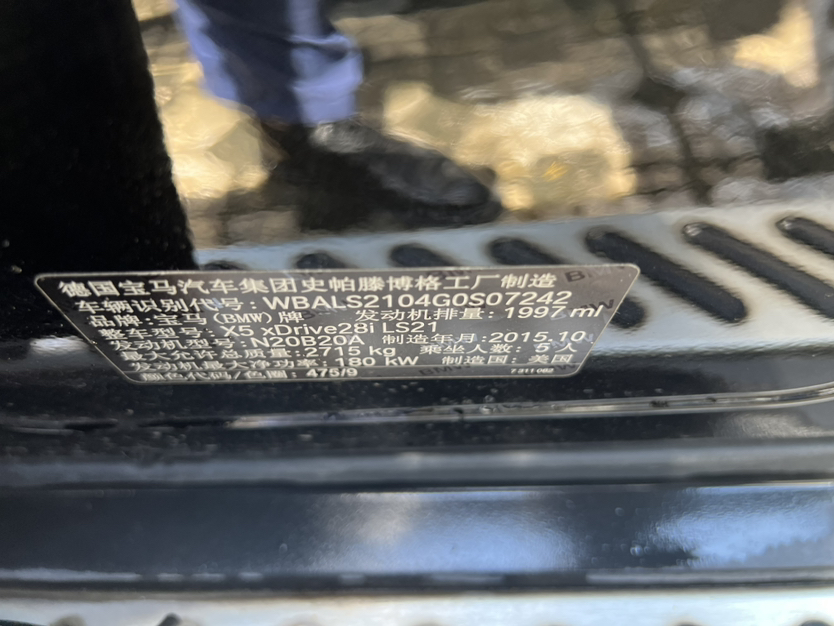 德国宝马汽车集团史帕滕博格工厂制造
车辆识别代号: WBALS2104G0S07242
品牌: 宝马(BMW)牌 发动机排量: 1997 ml
整车型号: X5 xDrive28i LS21
发动机型号: N20B20A 制造年月: 2015.10
最大允许总质量: 2715 kg 乘坐人数: 5人
发动机最大净功率: 180 kW 制造国: 美国
颜色代码/色圈: 475/9 7 311 052